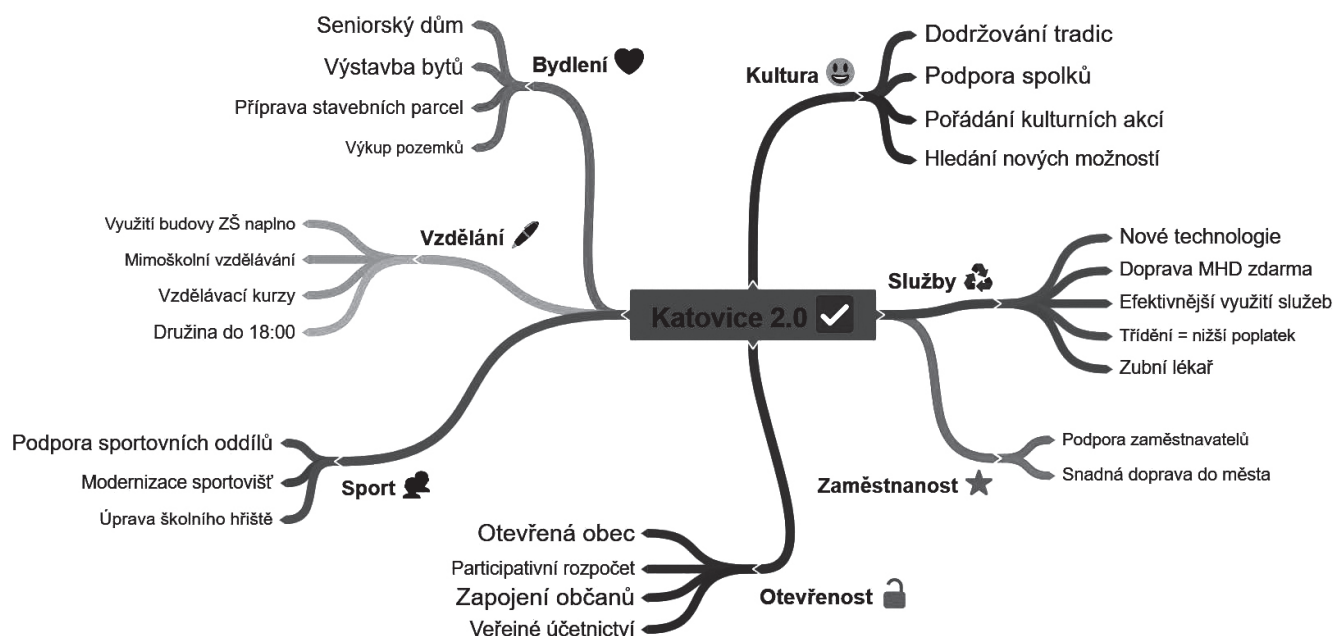 Seniorský dům
Výstavba bytů
Příprava stavebních parcel
Výkup pozemků
Bydlení
Kultura
Dodržování tradic
Podpora spolků
Pořádání kulturních akcí
Hledání nových možností
Využití budovy ZŠ naplno
Mimoškolní vzdělávání
Vzdělávací kurzy
Družina do 18:00
Vzdělání
Katovice 2.0
Služby
Nové technologie
Doprava MHD zdarma
Efektivnější využití služeb
Třídění = nižší poplatek
Zubní lékař
Podpora sportovních oddílů
Modernizace sportovišť
Úprava školního hřiště
Sport
Zaměstnanost
Podpora zaměstnavatelů
Snadná doprava do města
Otevřená obec
Participativní rozpočet
Zapojení občanů
Veřejné účetnictví
Otevřenost